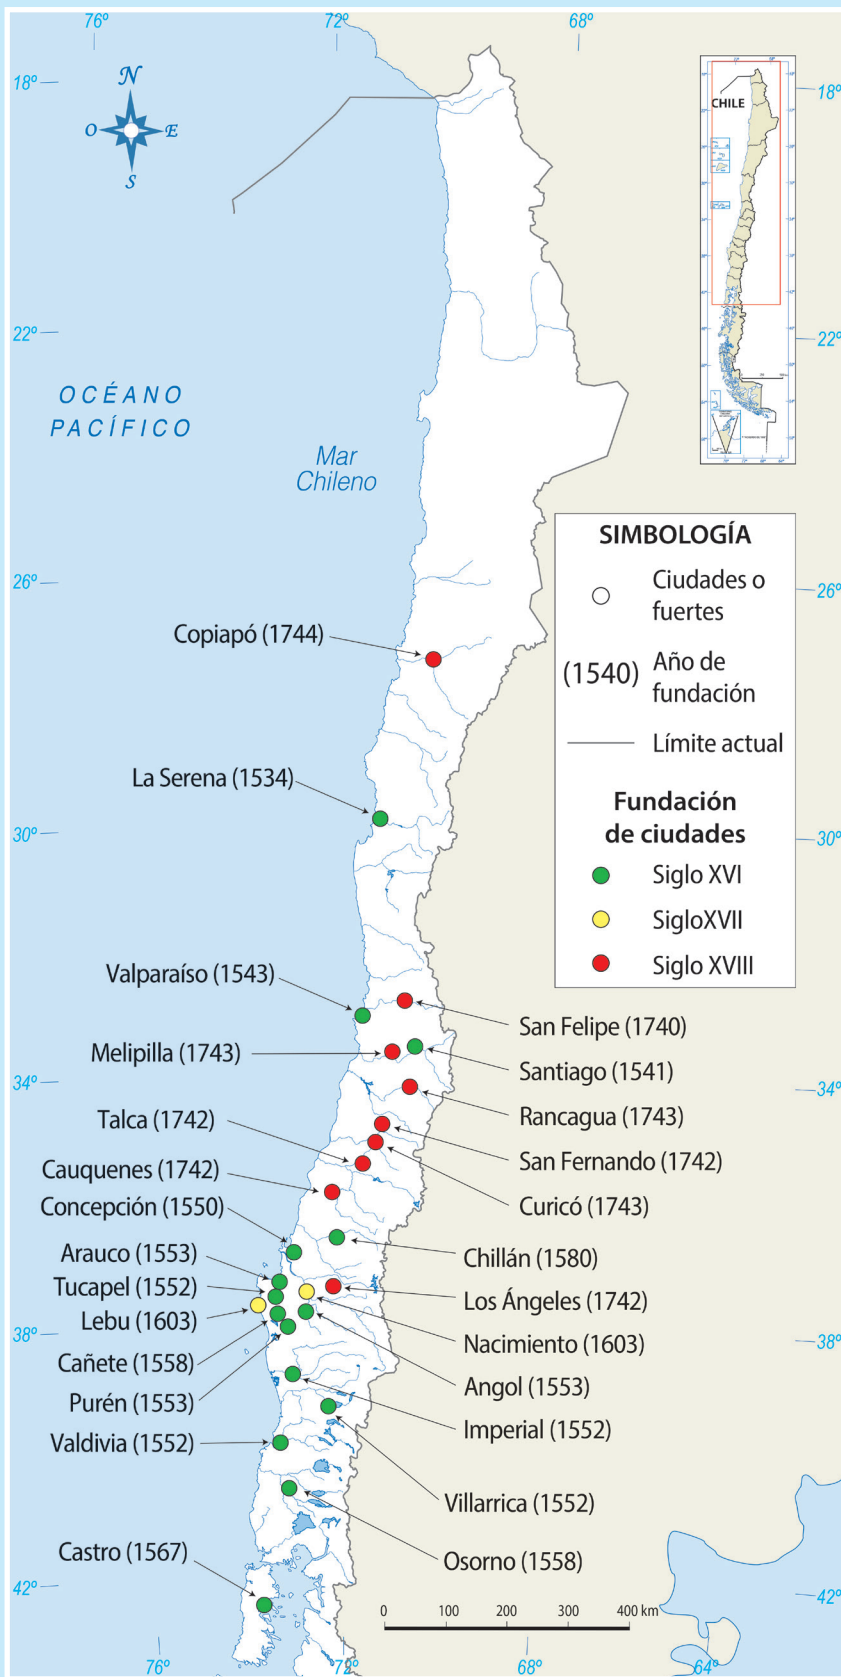 76º
72º
68º
18º
18º
N
O
E
S
CHILE
22º
22º
OCÉANO
PACÍFICO
Mar
Chileno
SIMBOLOGÍA
Ciudades o
fuertes
(1540)
Año de
fundación
Límite actual
Fundación
de ciudades
Siglo XVI
SigloXVII
Siglo XVIII
26º
26º
Copiapó (1744)
La Serena (1534)
30º
30º
Valparaíso (1543)
San Felipe (1740)
Melipilla (1743)
Santiago (1541)
34º
34º
Rancagua (1743)
Talca (1742)
San Fernando (1742)
Cauquenes (1742)
Curicó (1743)
Concepción (1550)
Arauco (1553)
Chillán (1580)
Tucapel (1552)
Los Ángeles (1742)
Lebu (1603)
38º
38º
Nacimiento (1603)
Cañete (1558)
Angol (1553)
Purén (1553)
Imperial (1552)
Valdivia (1552)
Villarrica (1552)
Castro (1567)
Osorno (1558)
42º
42º
0 100 200 300 400 km
76º
72º
68º
64º